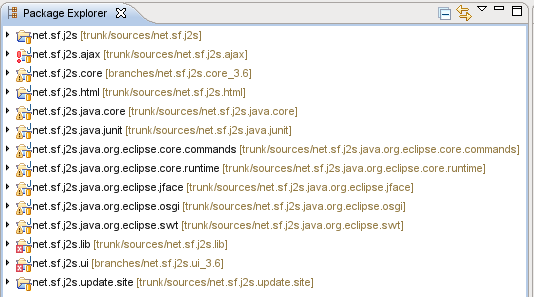 Package Explorer
net.sf.j2s [trunk/sources/net.sf.j2s]
net.sf.j2s.ajax [trunk/sources/net.sf.j2s.ajax]
net.sf.j2s.core [branches/net.sf.j2s.core_3.6]
net.sf.j2s.html [trunk/sources/net.sf.j2s.html]
net.sf.j2s.java.core [trunk/sources/net.sf.j2s.java.core]
net.sf.j2s.java.junit [trunk/sources/net.sf.j2s.java.junit]
net.sf.j2s.java.org.eclipse.core.commands [trunk/sources/net.sf.j2s.java.org.eclipse.core.commands]
net.sf.j2s.java.org.eclipse.core.runtime [trunk/sources/net.sf.j2s.java.org.eclipse.core.runtime]
net.sf.j2s.java.org.eclipse.jface [trunk/sources/net.sf.j2s.java.org.eclipse.jface]
net.sf.j2s.java.org.eclipse.osgi [trunk/sources/net.sf.j2s.java.org.eclipse.osgi]
net.sf.j2s.java.org.eclipse.swt [trunk/sources/net.sf.j2s.java.org.eclipse.swt]
net.sf.j2s.lib [trunk/sources/net.sf.j2s.lib]
net.sf.j2s.ui [branches/net.sf.j2s.ui_3.6]
net.sf.j2s.update.site [trunk/sources/net.sf.j2s.update.site]